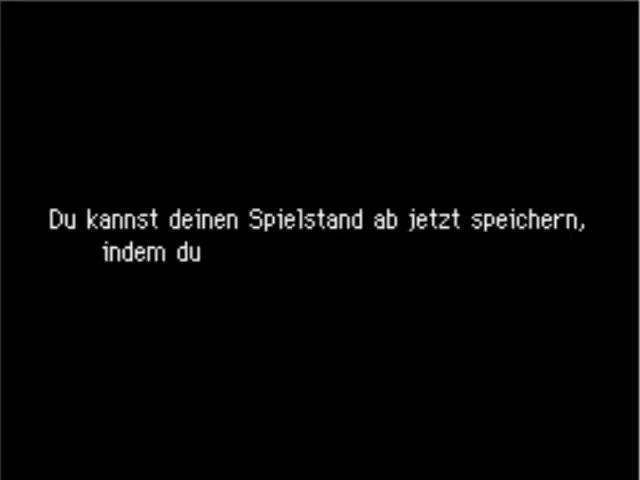 Du kannst deinen Spielstand ab jetzt speichern,
indem du